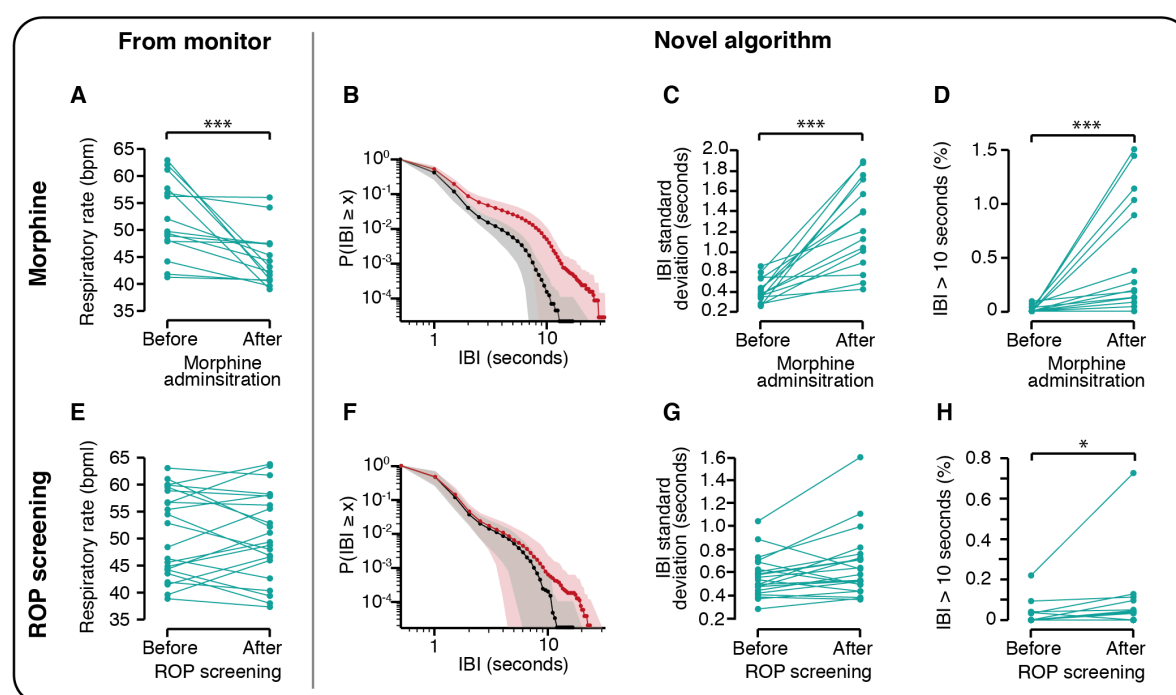 From monitor
Novel algorithm
Morphine
A
***
Respiratory rate (bpm)
65
60
55
50
45
40
35
Before After
Morphine
adminsitration
B
P(IBI ≥ x)
10⁰
10⁻¹
10⁻²
10⁻³
10⁻⁴
1 10
IBI (seconds)
C
***
IBI standard
deviation (seconds)
2.0
1.8
1.6
1.4
1.2
1.0
0.8
0.4
0.2
Before After
Morphine
adminsitration
D
***
IBI > 10 seconds (%)
1.5
1.0
0.5
0
Before After
Morphine
adminsitration
ROP screening
E
Respiratory rate (bpml)
65
60
55
50
45
40
35
Before After
ROP screening
F
P(IBI ≥ x)
10⁰
10⁻¹
10⁻²
10⁻³
10⁻⁴
1 10
IBI (seconds)
G
IBI standard
deviation (seconds)
1.6
1.4
1.2
1.0
0.8
0.6
0.4
0.2
Before After
ROP screening
H
*
IBI > 10 seconds (%)
0.8
0.6
0.4
0.2
0
Before After
ROP screening